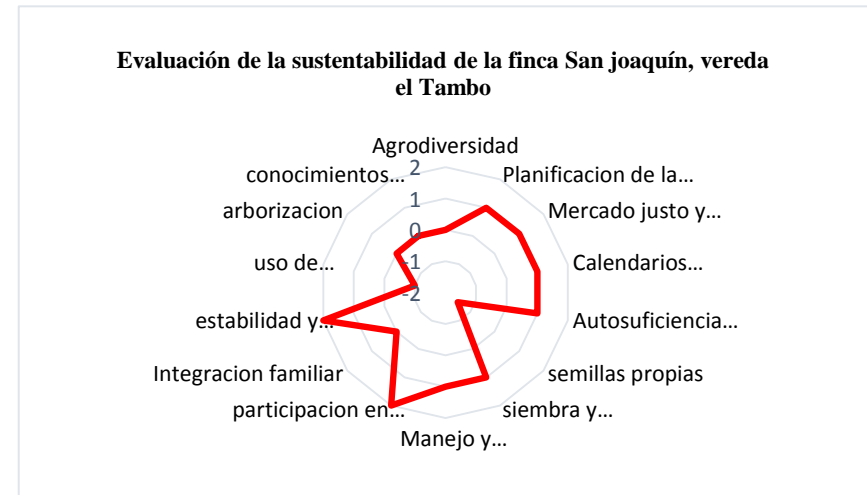 Evaluación de la sustentabilidad de la finca San joaquín, vereda
el Tambo
Agrodiversidad
Planificacion de la...
Mercado justo y...
Calendarios...
Autosuficiencia...
semillas propias
siembra y...
Manejo y...
participacion en...
Integracion familiar
estabilidad y...
uso de...
arborizacion
conocimientos...
2
1
0
-1
-2